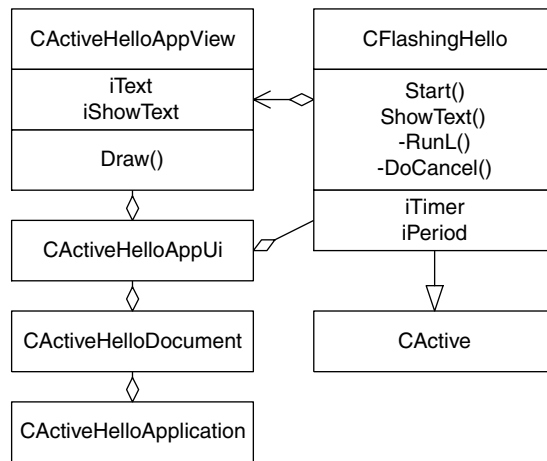 CActiveHelloAppView
iText
iShowText
Draw()
CFlashingHello
Start()
ShowText()
-RunL()
-DoCancel()
iTimer
iPeriod
CActiveHelloAppUi
CActiveHelloDocument
CActive
CActiveHelloApplication